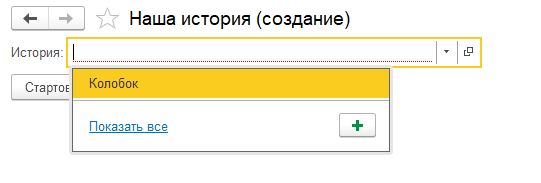 Наша история (создание)
История:
Колобок
Стартов
Показать все